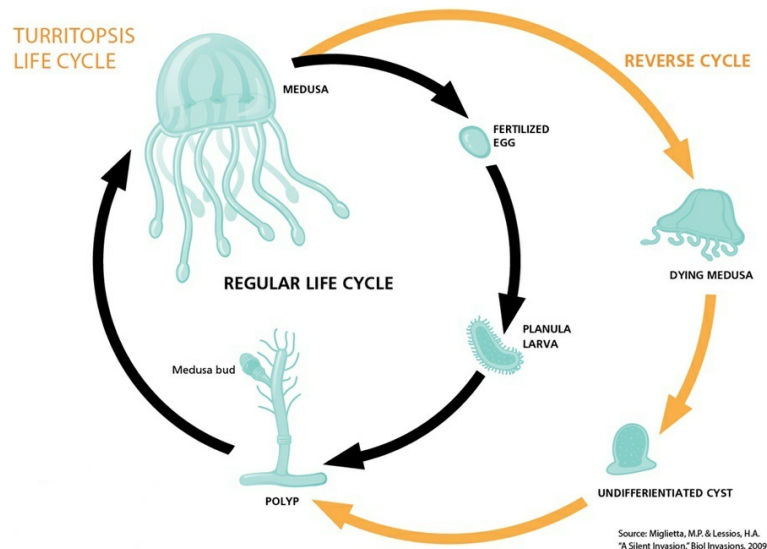 TURRITOPSIS
LIFE CYCLE
REVERSE CYCLE
MEDUSA
FERTILIZED
EGG
DYING MEDUSA
REGULAR LIFE CYCLE
PLANULA
LARVA
Medusa bud
UNDIFFERENTIATED CYST
POLYP
Source: Miglietta, M.P. & Lessios, H.A.
"A Silent Invasion." Biol Invasions, 2009